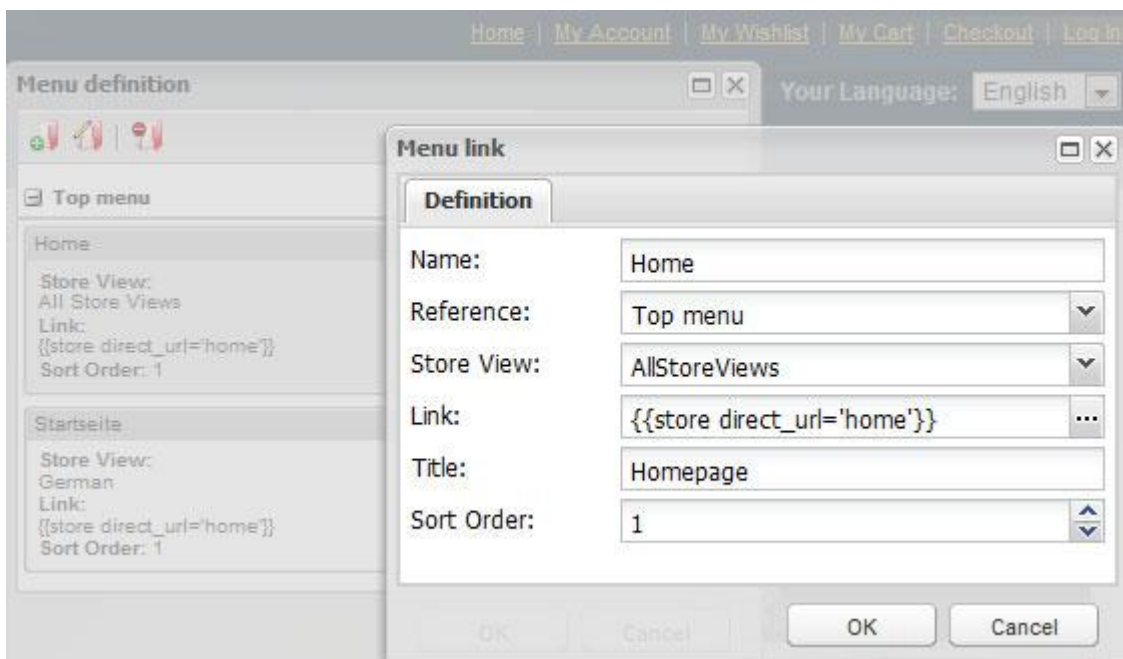 Home | My Account | My Wishlist | My Cart | Checkout | Log In
Menu definition
Your Language: English
Top menu
Home
Store View:
All Store Views
Link:
{{store direct_url='home'}}
Sort Order: 1
Startseite
Store View:
German
Link:
{{store direct_url='home'}}
Sort Order: 1
OK Cancel
Menu link
Definition
Name: Home
Reference: Top menu
Store View: AllStoreViews
Link: {{store direct_url='home'}} ...
Title: Homepage
Sort Order: 1
OK Cancel